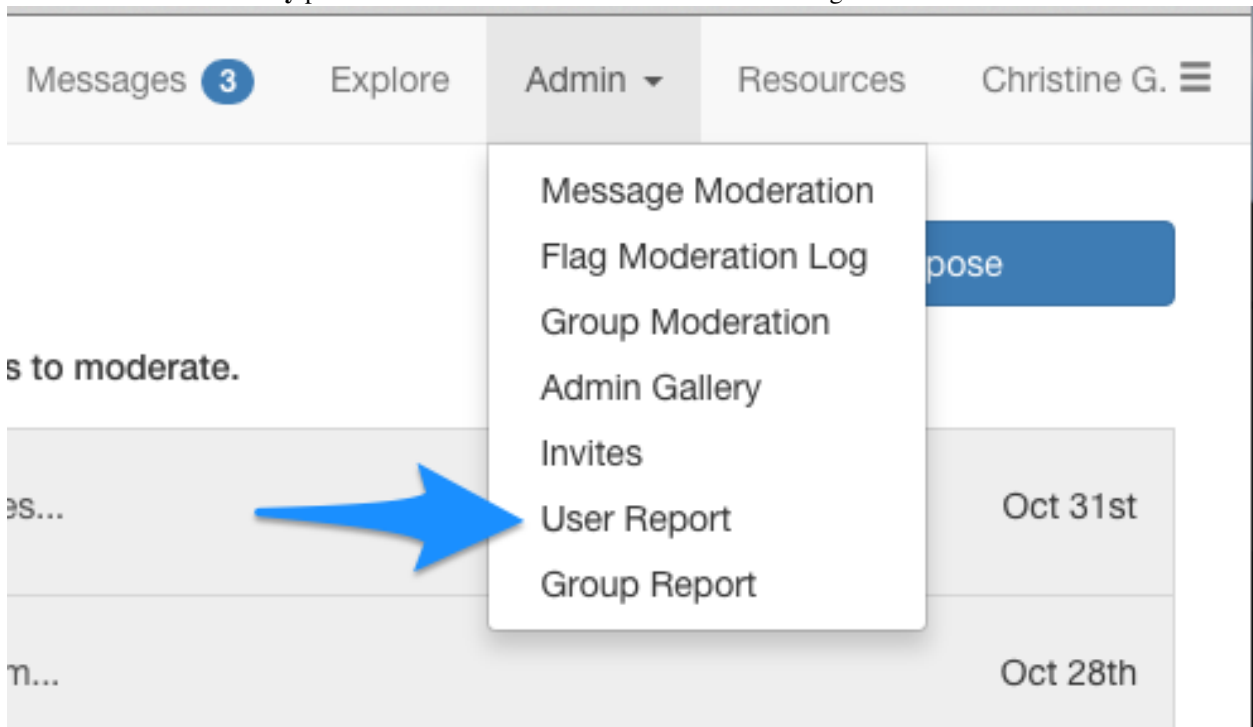 Messages 3 Explore Admin Resources Christine G.
Message Moderation
Flag Moderation Log
pose
Group Moderation
s to moderate.
Admin Gallery
Invites
es...
User Report
Oct 31st
Group Report
m...
Oct 28th